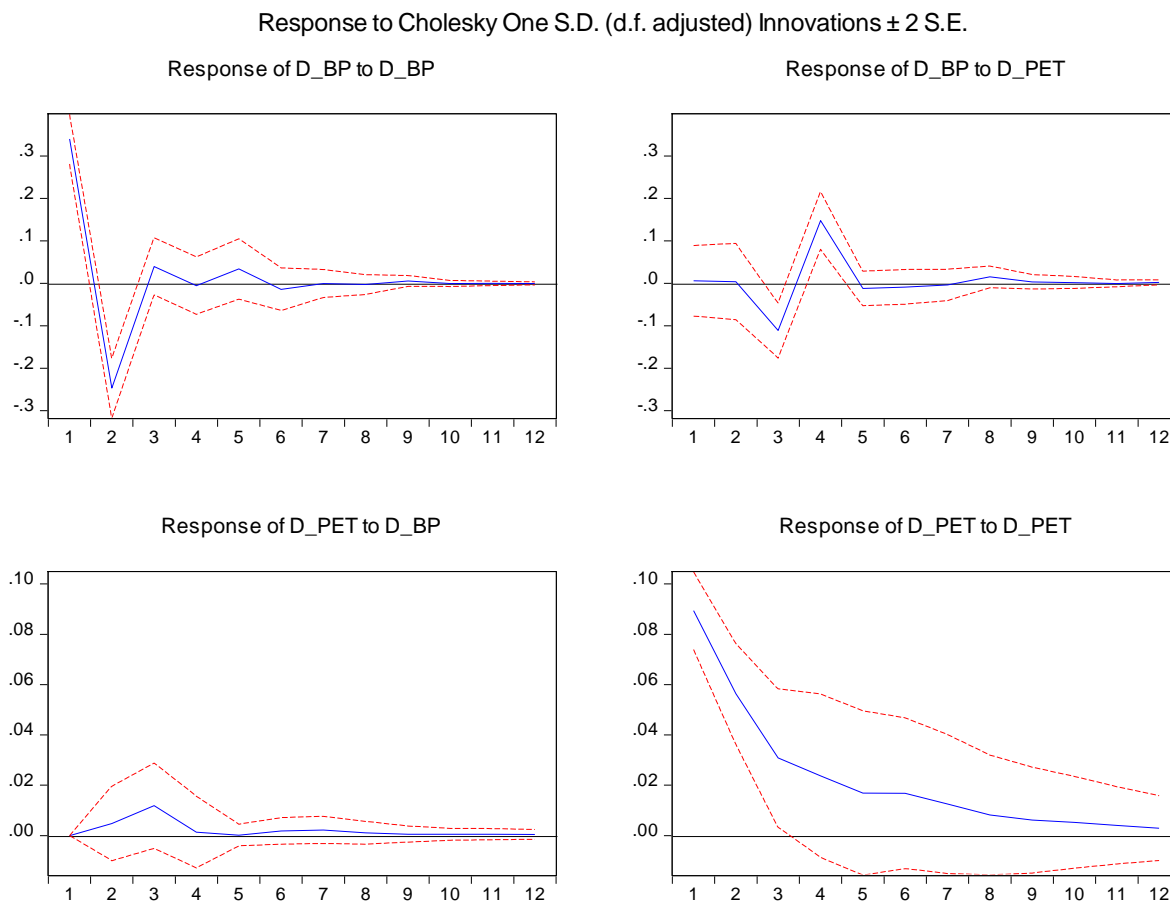 Response to Cholesky One S.D. (d.f. adjusted) Innovations ± 2 S.E.
Response of D_BP to D_BP
.3
.2
.1
.0
-.1
-.2
-.3
1 2 3 4 5 6 7 8 9 10 11 12
Response of D_BP to D_PET
.3
.2
.1
.0
-.1
-.2
-.3
1 2 3 4 5 6 7 8 9 10 11 12
Response of D_PET to D_BP
.10
.08
.06
.04
.02
.00
1 2 3 4 5 6 7 8 9 10 11 12
Response of D_PET to D_PET
.10
.08
.06
.04
.02
.00
1 2 3 4 5 6 7 8 9 10 11 12